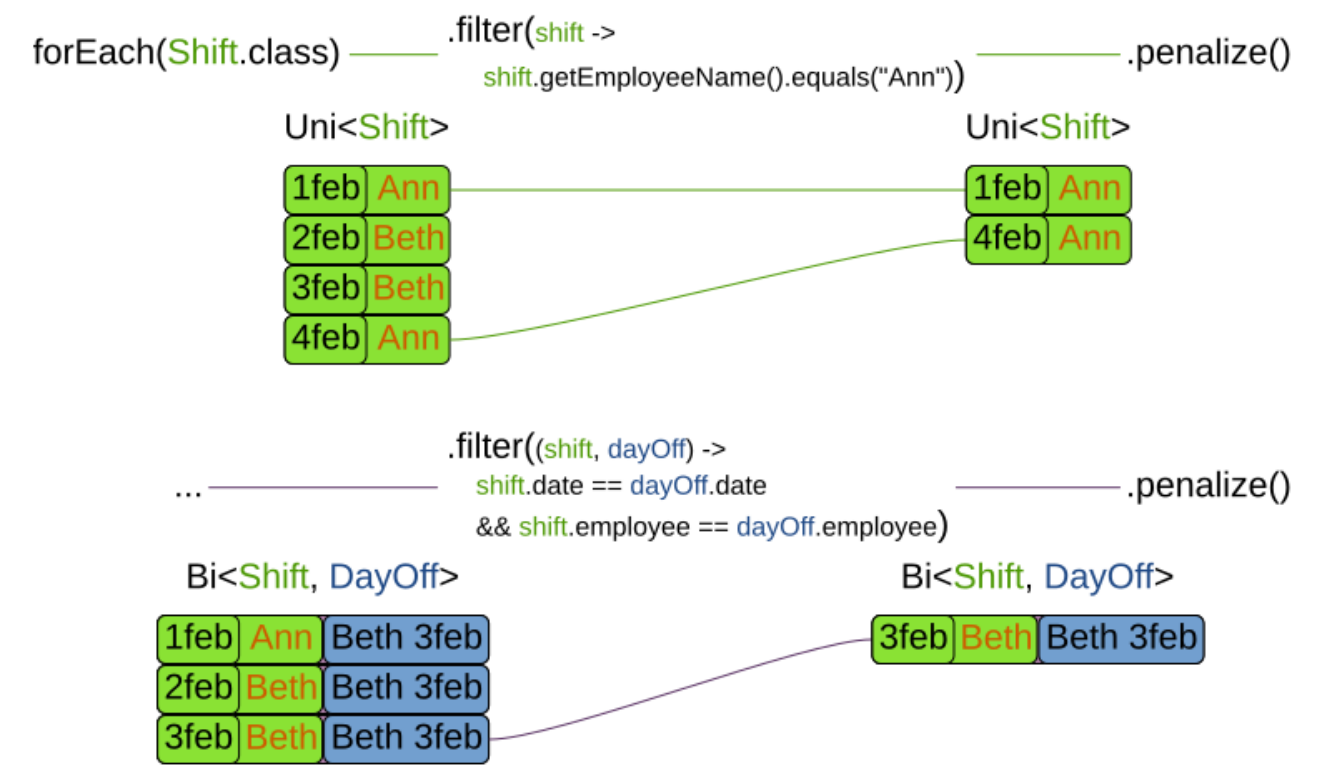 forEach(Shift.class)
.filter(shift ->
shift.getEmployeeName().equals("Ann"))
.penalize()
Uni<Shift>
Uni<Shift>
1feb Ann
1feb Ann
2feb Beth
4feb Ann
3feb Beth
4feb Ann
...
.filter((shift, dayOff) ->
shift.date == dayOff.date
&& shift.employee == dayOff.employee)
.penalize()
Bi<Shift, DayOff>
Bi<Shift, DayOff>
1feb Ann Beth 3feb
3feb Beth Beth 3feb
2feb Beth Beth 3feb
3feb Beth Beth 3feb